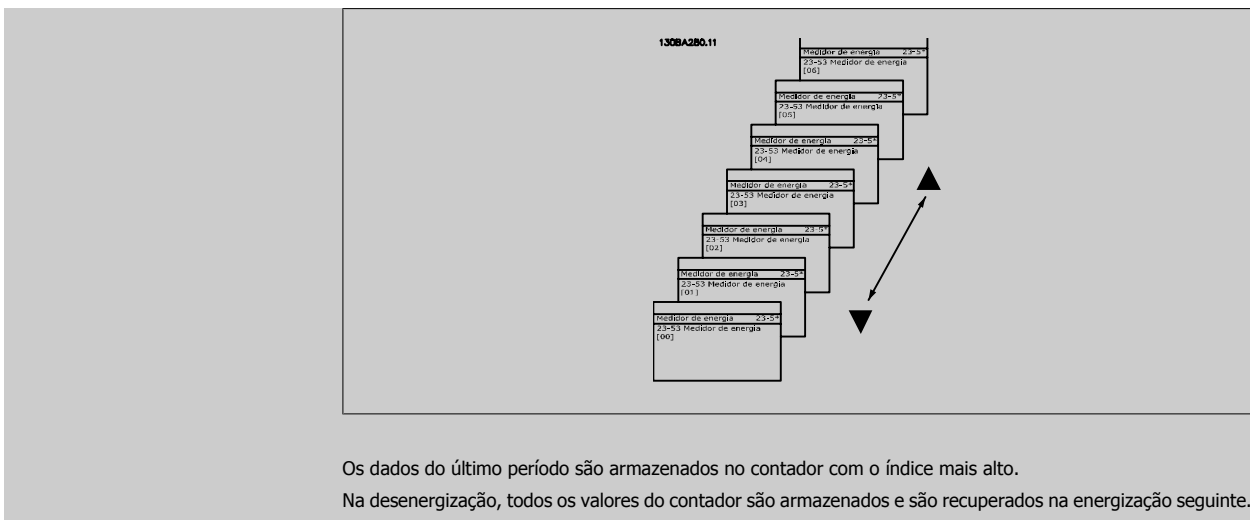 130BA280.11
Medidor de energia 23-5*
23-53 Medidor de energia
[06]
Medidor de energia 23-5*
23-53 Medidor de energia
[05]
Medidor de energia 23-5*
23-53 Medidor de energia
[04]
Medidor de energia 23-5*
23-53 Medidor de energia
[03]
Medidor de energia 23-5*
23-53 Medidor de energia
[02]
Medidor de energia 23-5*
23-53 Medidor de energia
[01]
Medidor de energia 23-5*
23-53 Medidor de energia
[00]
Os dados do último período são armazenados no contador com o índice mais alto.
Na desenergização, todos os valores do contador são armazenados e são recuperados na energização seguinte.